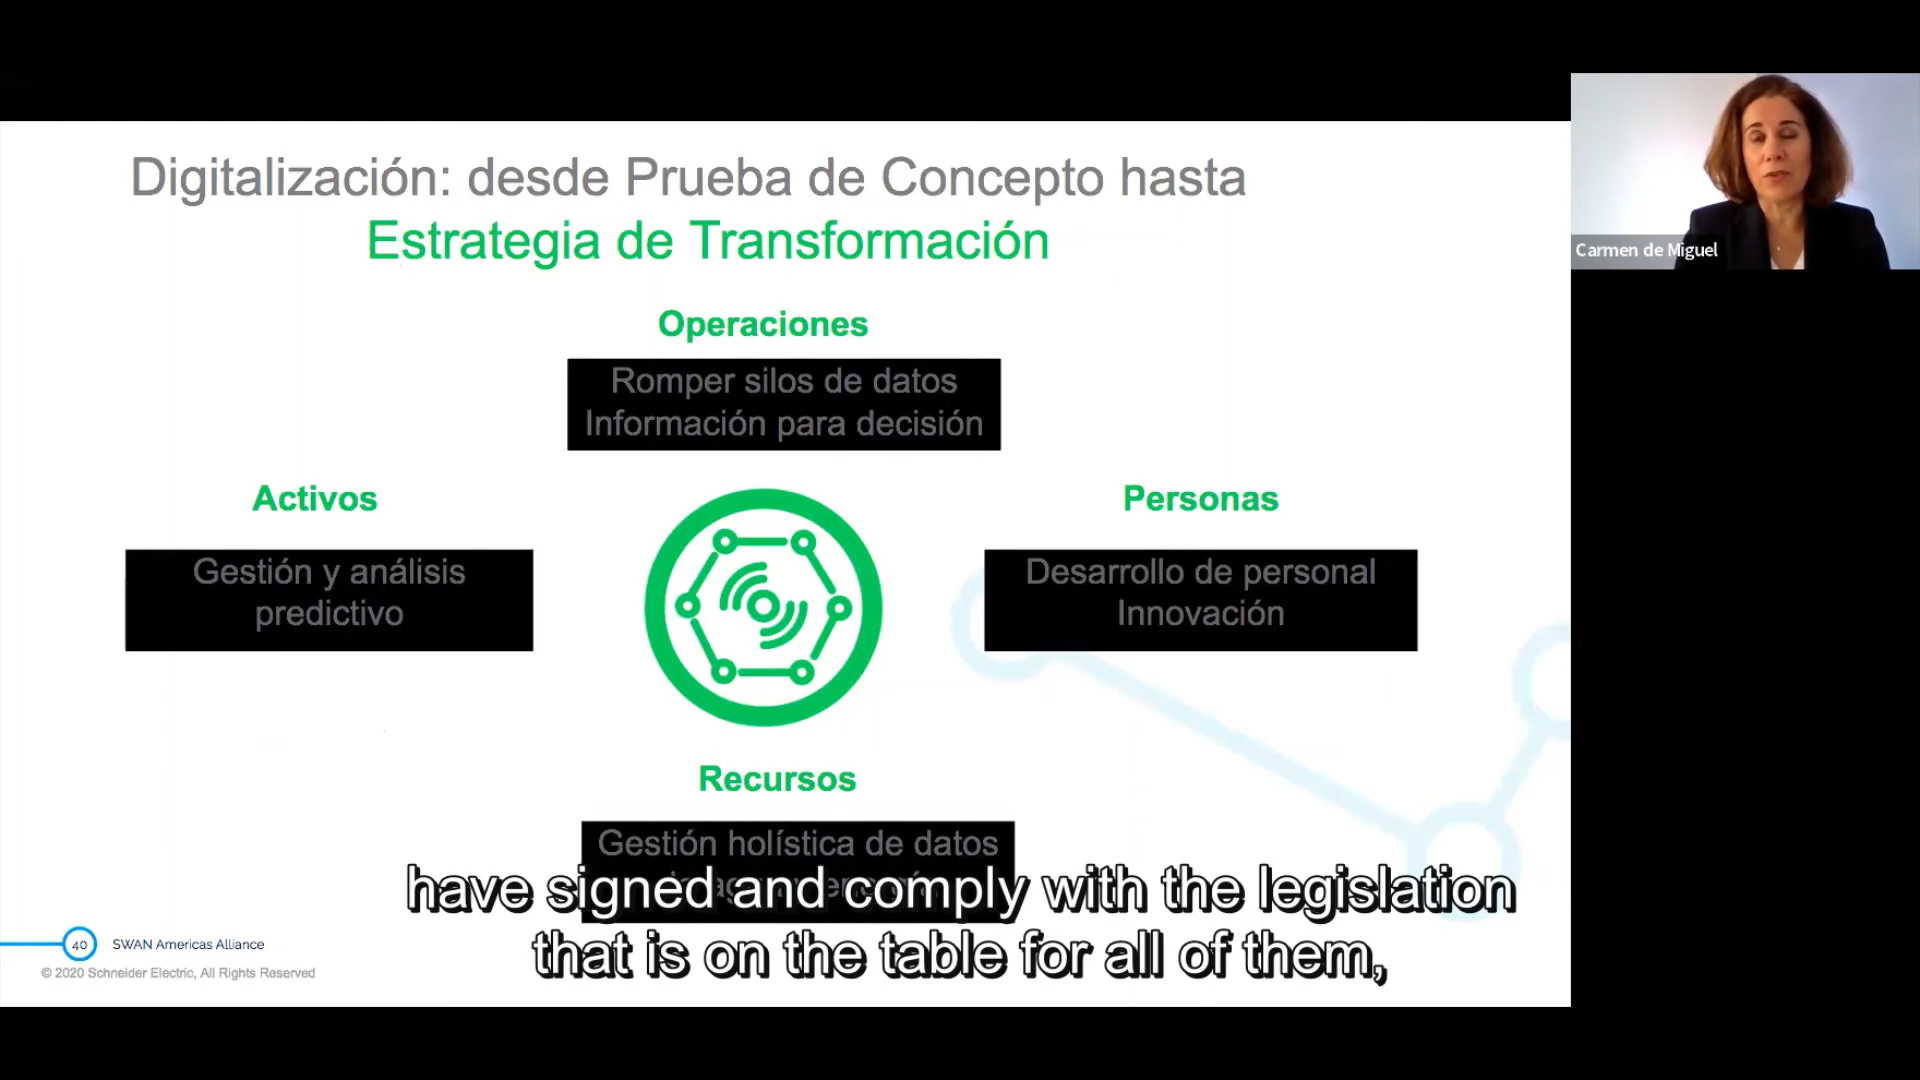 Digitalización: desde Prueba de Concepto hasta
Estrategia de Transformación
Operaciones
Romper silos de datos
Información para decisión
Activos
Gestión y análisis
predictivo
Personas
Desarrollo de personal
Innovación
Recursos
Gestión holística de datos
have signed and comply with the legislation
that is on the table for all of them,
40
SWAN Americas Alliance
© 2020 Schneider Electric, All Rights Reserved
Carmen de Miguel